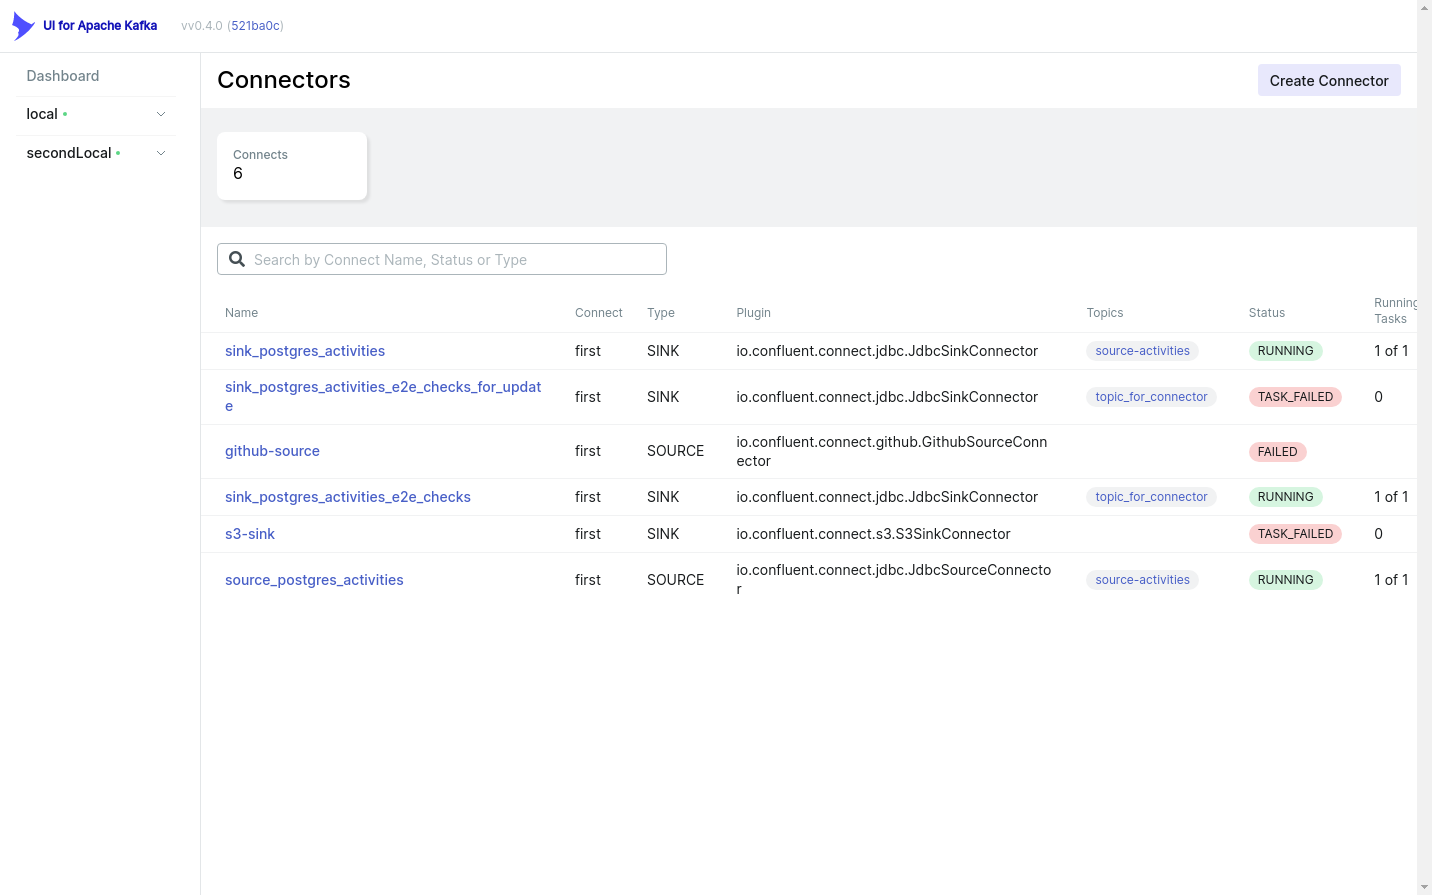 UI for Apache Kafka vv0.4.0 (521ba0c)
Dashboard
local
secondLocal
Connectors
Create Connector
Connects
6
Search by Connect Name, Status or Type
Name Connect Type Plugin Topics Status Running
Tasks
sink_postgres_activities first SINK io.confluent.connect.jdbc.JdbcSinkConnector source-activities RUNNING 1 of 1
sink_postgres_activities_e2e_checks_for_updat
e first SINK io.confluent.connect.jdbc.JdbcSinkConnector topic_for_connector TASK_FAILED 0
github-source first SOURCE io.confluent.connect.github.GithubSourceConn
ector FAILED
sink_postgres_activities_e2e_checks first SINK io.confluent.connect.jdbc.JdbcSinkConnector topic_for_connector RUNNING 1 of 1
s3-sink first SINK io.confluent.connect.s3.S3SinkConnector TASK_FAILED 0
source_postgres_activities first SOURCE io.confluent.connect.jdbc.JdbcSourceConnecto
r source-activities RUNNING 1 of 1